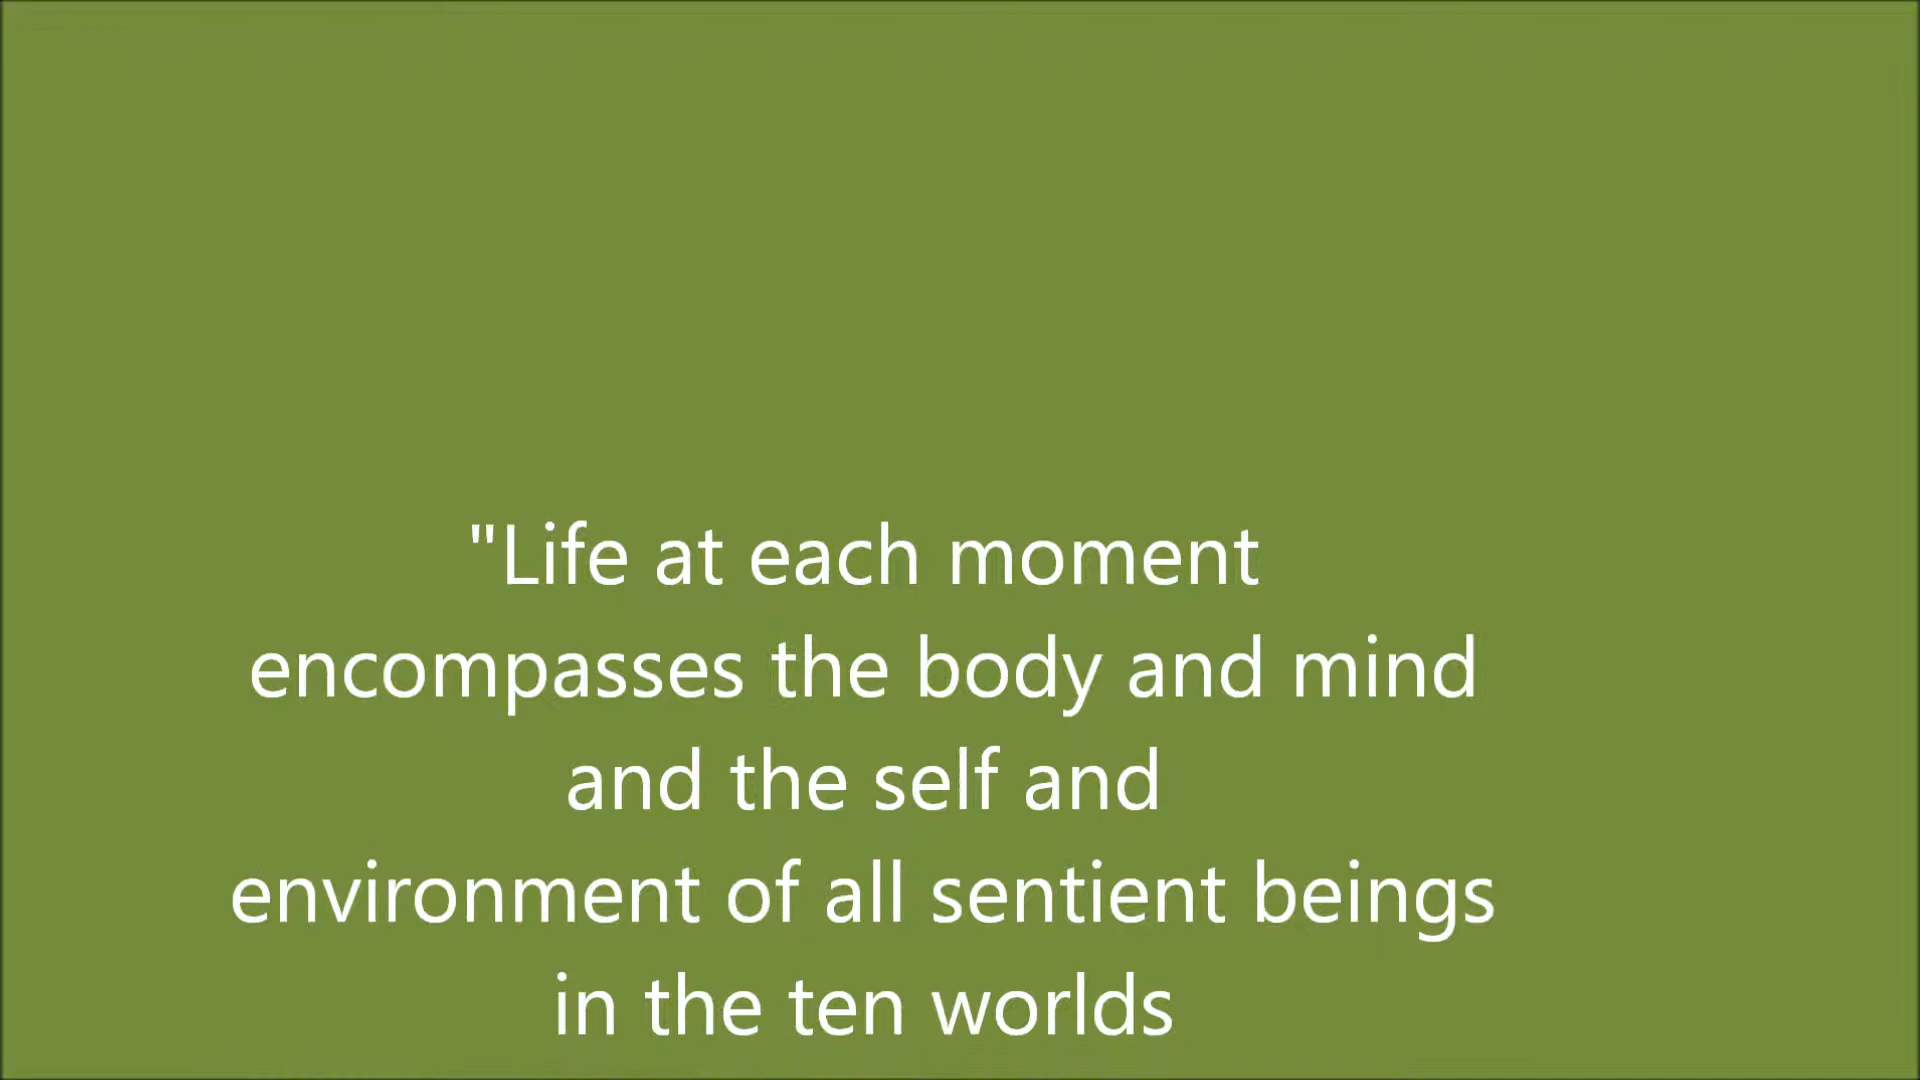 "Life at each moment
encompasses the body and mind
and the self and
environment of all sentient beings
in the ten worlds